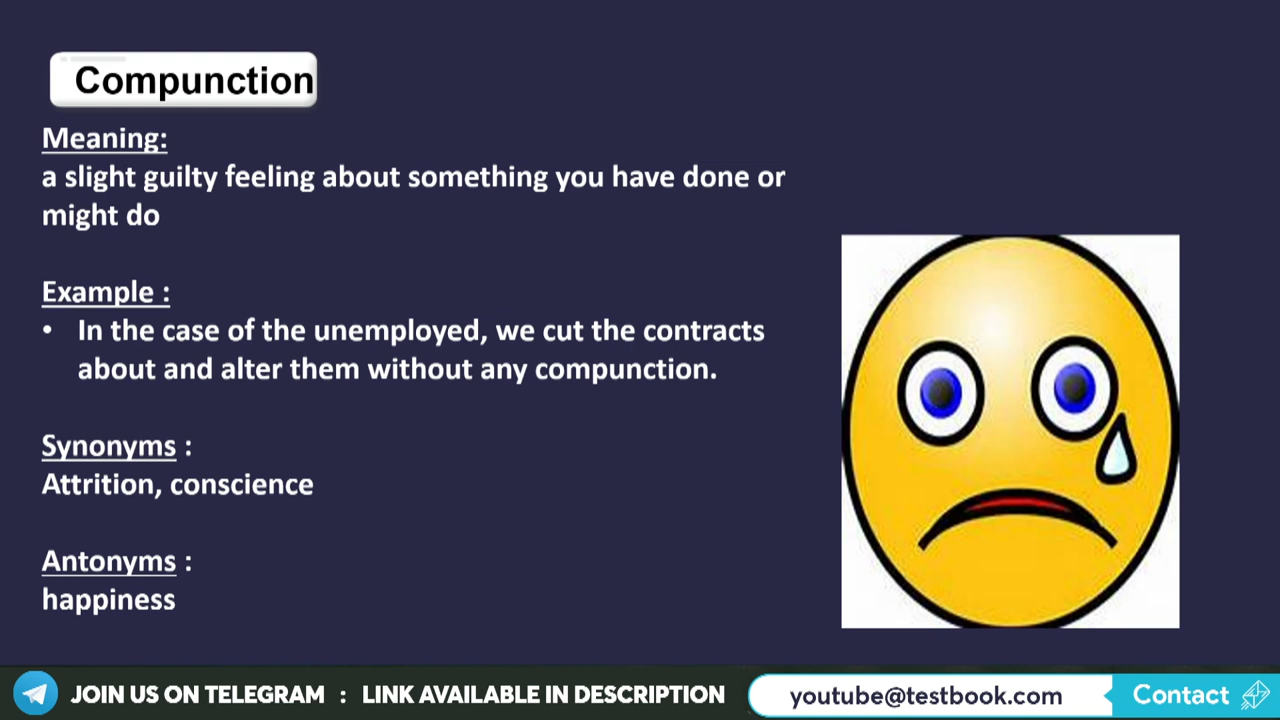 Compunction
Meaning:
a slight guilty feeling about something you have done or
might do
Example :
• In the case of the unemployed, we cut the contracts
about and alter them without any compunction.
Synonyms :
Attrition, conscience
Antonyms :
happiness
JOIN US ON TELEGRAM : LINK AVAILABLE IN DESCRIPTION
youtube@testbook.com
Contact